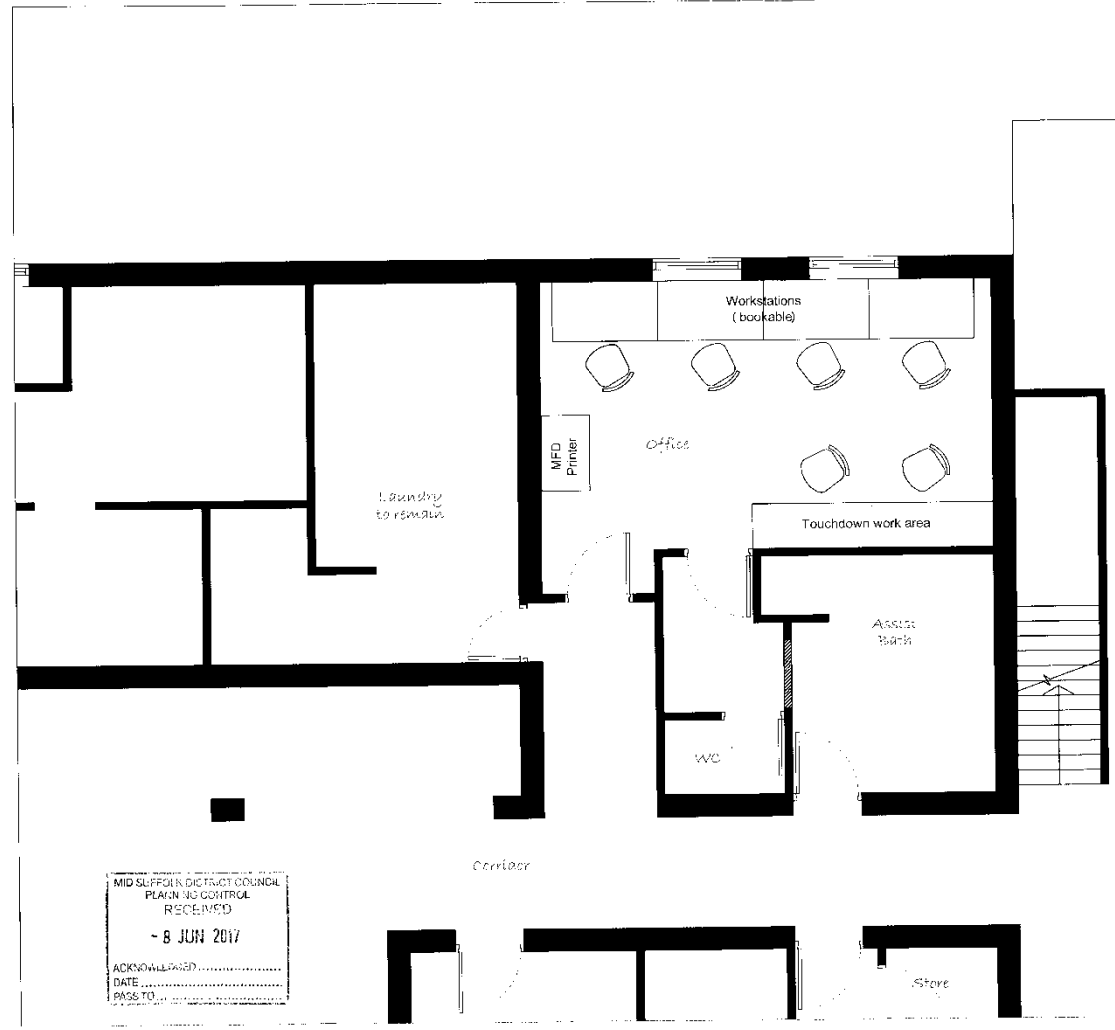 Workstations
( bookable)
MFD
Printer
Office
Laundry
to remain
Touchdown work area
Assist
Bath
WC
Corridor
MID SUFFOLK DISTRICT COUNCIL
PLANNING CONTROL
RECEIVED
- 8 JUN 2017
ACKNOWLEDGED
DATE
PASS TO
Store